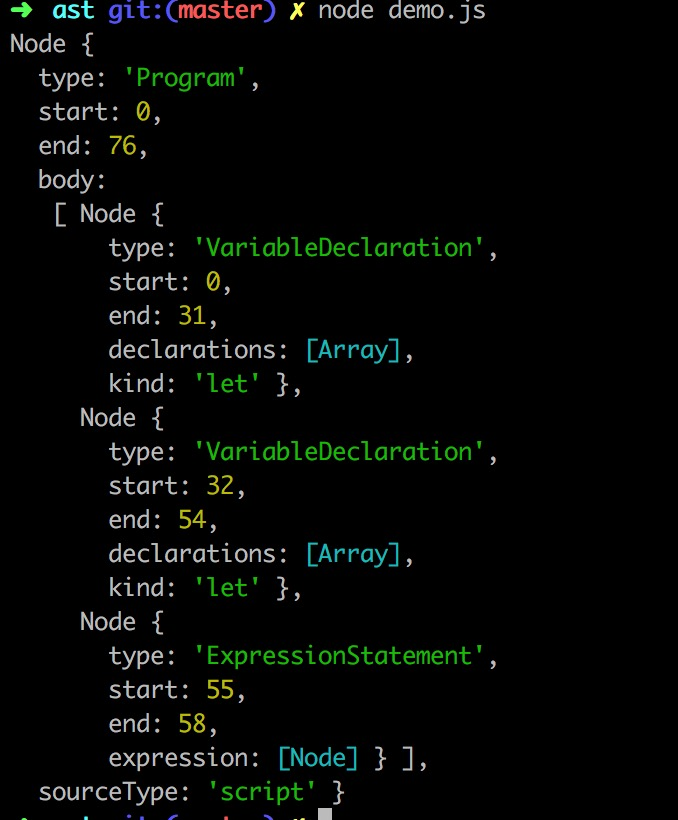 ➜ ast git:(master) ✗ node demo.js
Node {
  type: 'Program',
  start: 0,
  end: 76,
  body:
   [ Node {
       type: 'VariableDeclaration',
       start: 0,
       end: 31,
       declarations: [Array],
       kind: 'let' },
     Node {
       type: 'VariableDeclaration',
       start: 32,
       end: 54,
       declarations: [Array],
       kind: 'let' },
     Node {
       type: 'ExpressionStatement',
       start: 55,
       end: 58,
       expression: [Node] } ],
  sourceType: 'script' }